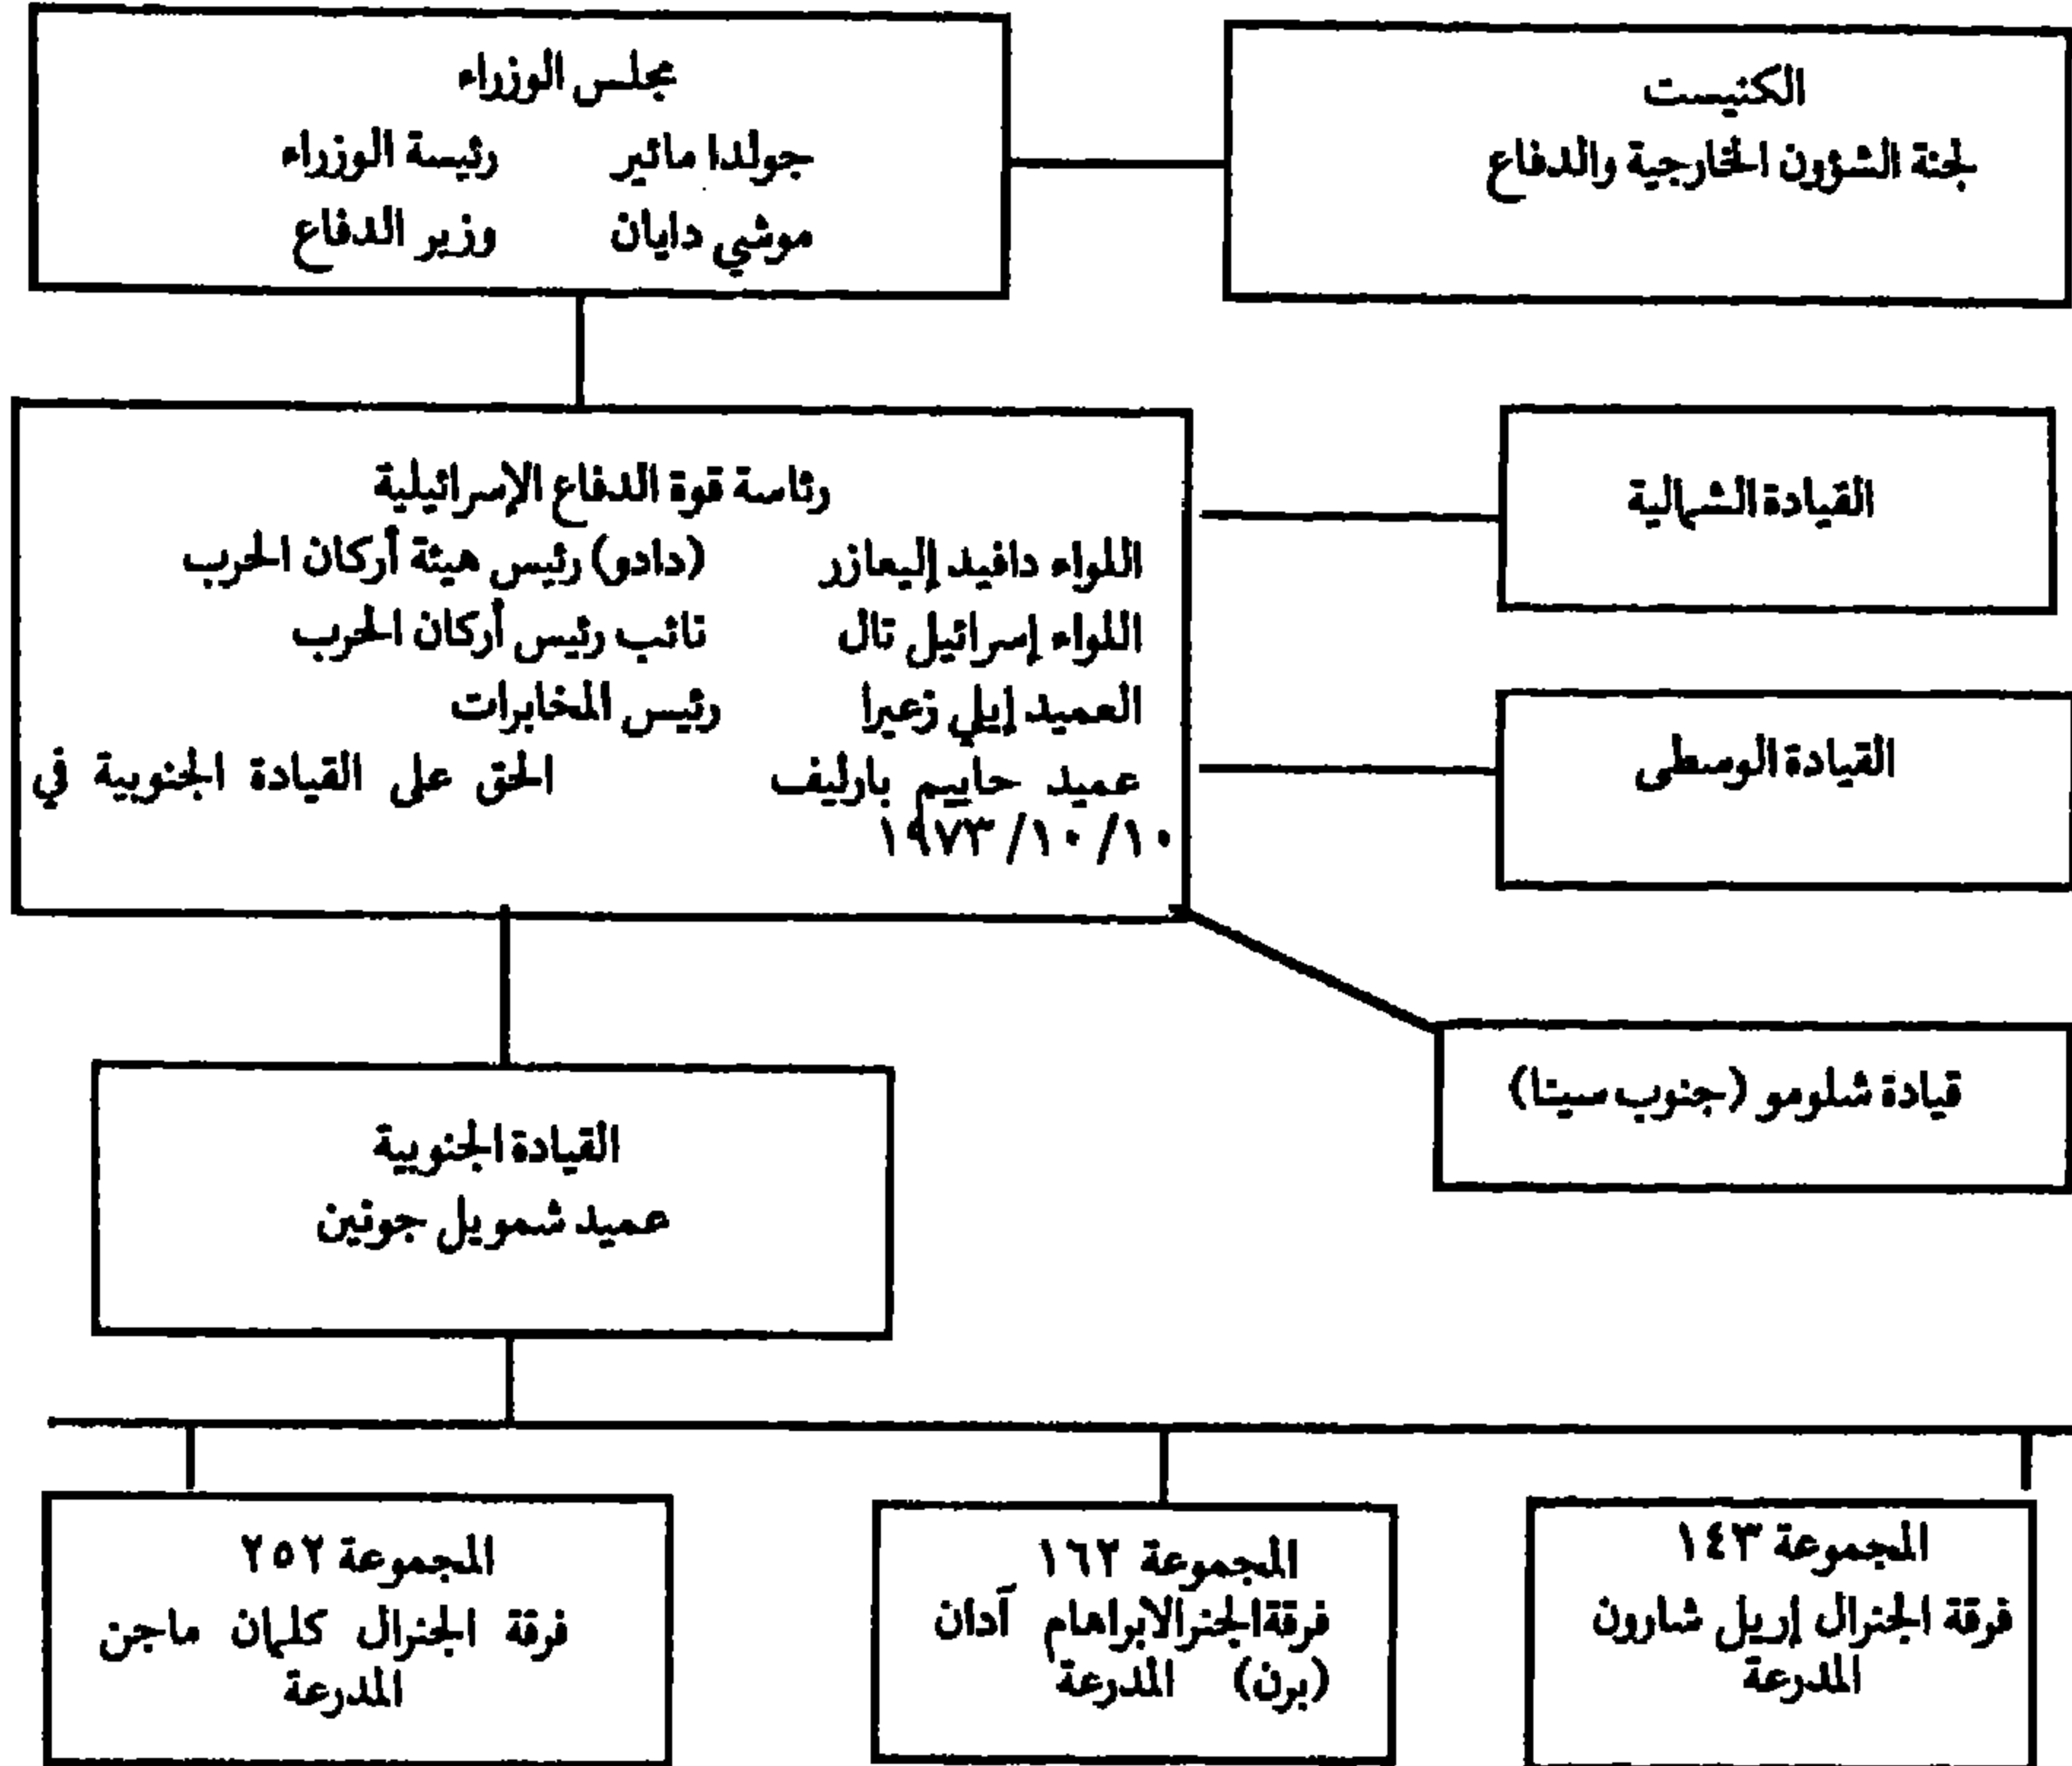 الكنيست
لجنة الشؤون الخارجية والدفاع
مجلس الوزراء
جولدا مائير رئيسة الوزراء
موشي دايان وزير الدفاع
القيادة الشمالية
القيادة الوسطى
رئاسة قوة الدفاع الإسرائيلية
اللواء دافيد إليعازر (دادو) رئيس هيئة أركان الحرب
اللواء إسرائيل تال نائب رئيس أركان الحرب
العميد إيلي زعيرا رئيس المخابرات
عميد حاييم بارليف الحق على القيادة الجنوبية في
١٩٧٣/١٠/١٠
قيادة شلومو (جنوب سينا)
القيادة الجنوبية
عميد شمويل جونين
المجموعة ١٤٣
فرقة الجنرال إريل شارون
المدرعة
المجموعة ١٦٢
فرقةالجنرالابراهام آدان
(برن) المدرعة
المجموعة ٢٥٢
فرقة الجنرال كلمان ماجن
المدرعة